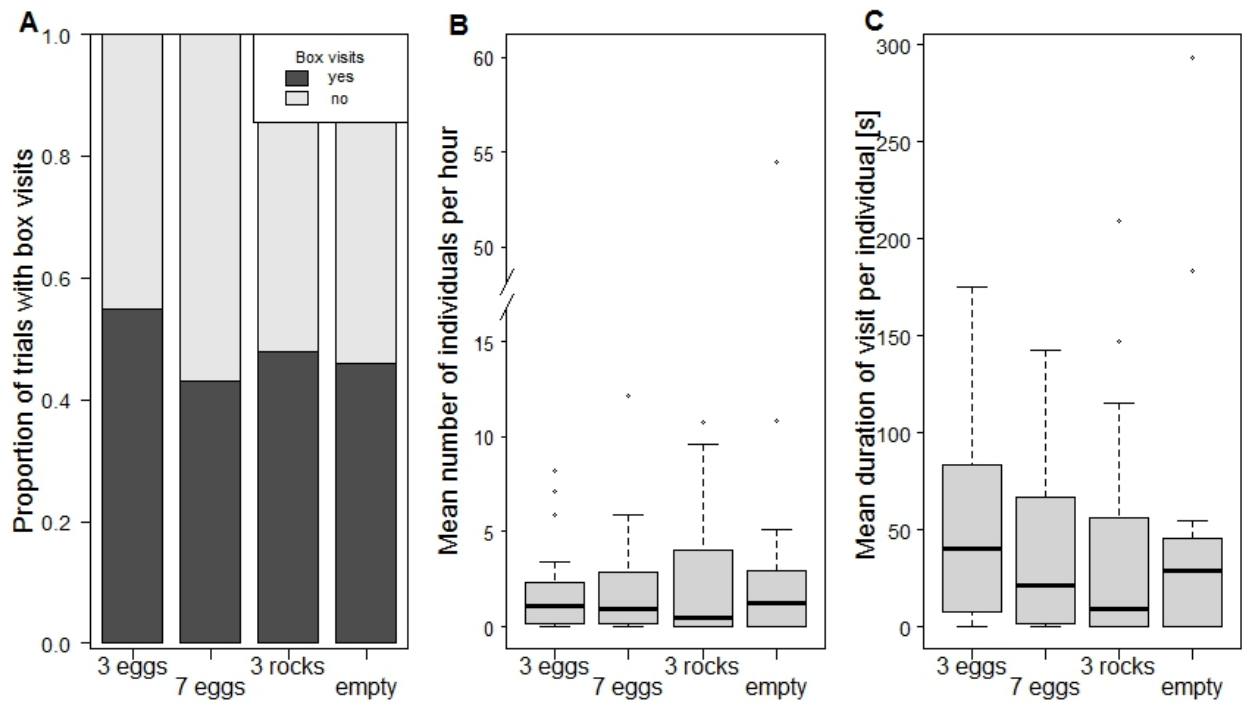 A
Proportion of trials with box visits
1.0
0.8
0.6
0.4
0.2
0.0
Box visits
yes
no
3 eggs
7 eggs
3 rocks
empty
B
Mean number of individuals per hour
60
55
50
15
10
5
0
3 eggs
7 eggs
3 rocks
empty
C
Mean duration of visit per individual [s]
300
250
200
150
100
50
0
3 eggs
7 eggs
3 rocks
empty